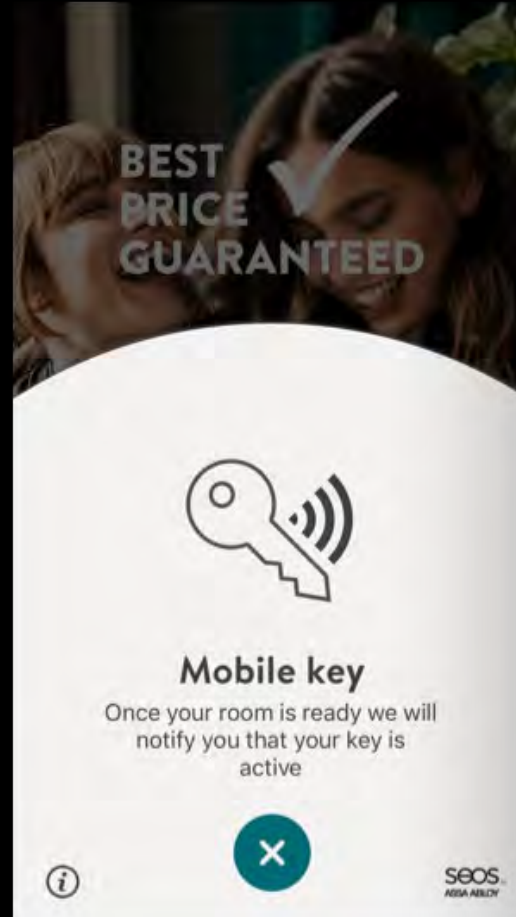 BEST
PRICE
GUARANTEED
Mobile key
Once your room is ready we will
notify you that your key is
active
i
seos
ASSA ABLOY